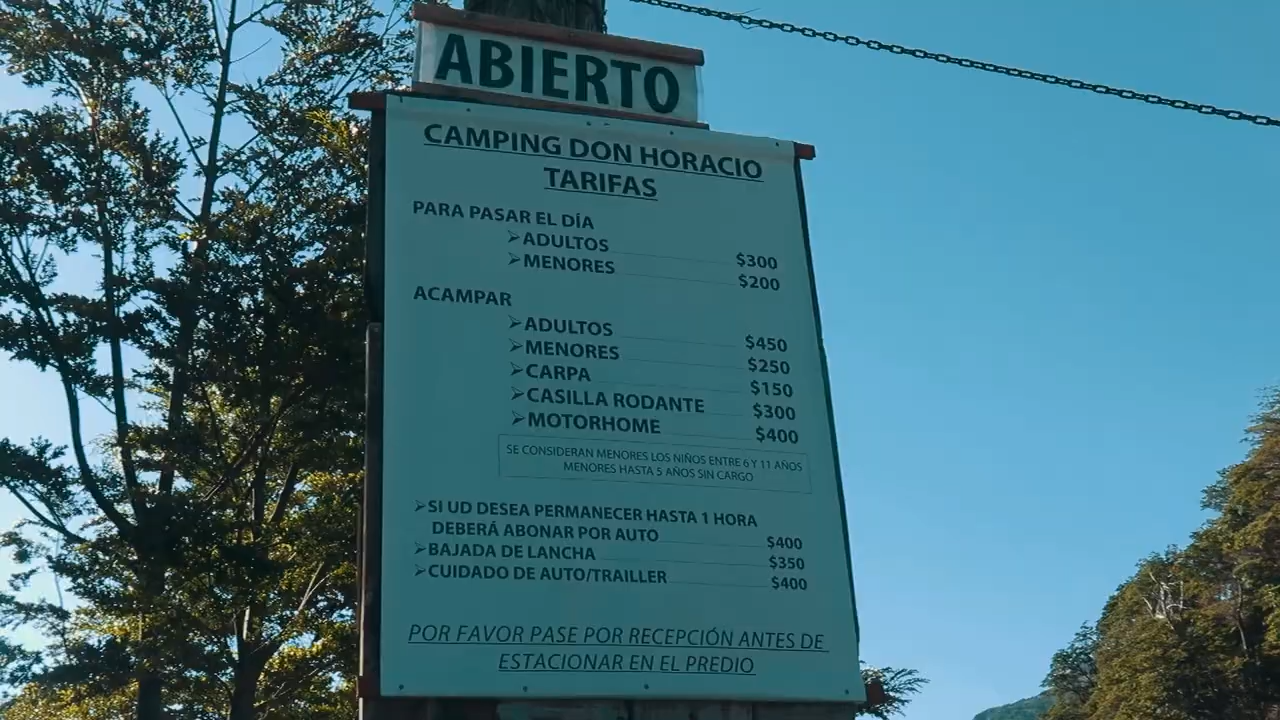 ABIERTO
CAMPING DON HORACIO
TARIFAS
PARA PASAR EL DÍA
➢ADULTOS $300
➢MENORES $200
ACAMPAR
➢ADULTOS $450
➢MENORES $250
➢CARPA $150
➢CASILLA RODANTE $300
➢MOTORHOME $400
SE CONSIDERAN MENORES LOS NIÑOS ENTRE 6 Y 11 AÑOS
MENORES HASTA 5 AÑOS SIN CARGO
➢SI UD DESEA PERMANECER HASTA 1 HORA
DEBERÁ ABONAR POR AUTO $400
➢BAJADA DE LANCHA $350
➢CUIDADO DE AUTO/TRAILLER $400
POR FAVOR PASE POR RECEPCIÓN ANTES DE
ESTACIONAR EN EL PREDIO